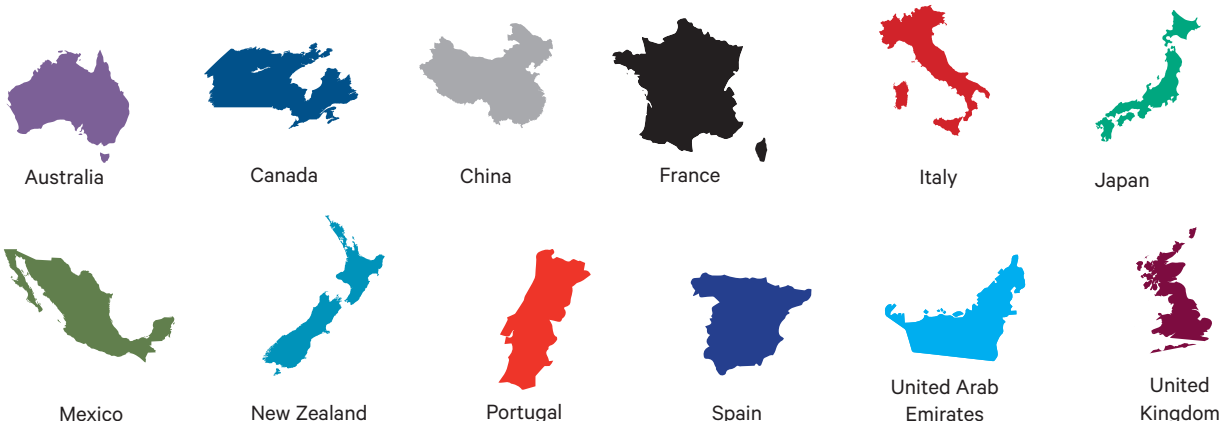 Australia
Canada
China
France
Italy
Japan
Mexico
New Zealand
Portugal
Spain
United Arab
Emirates
United
Kingdom